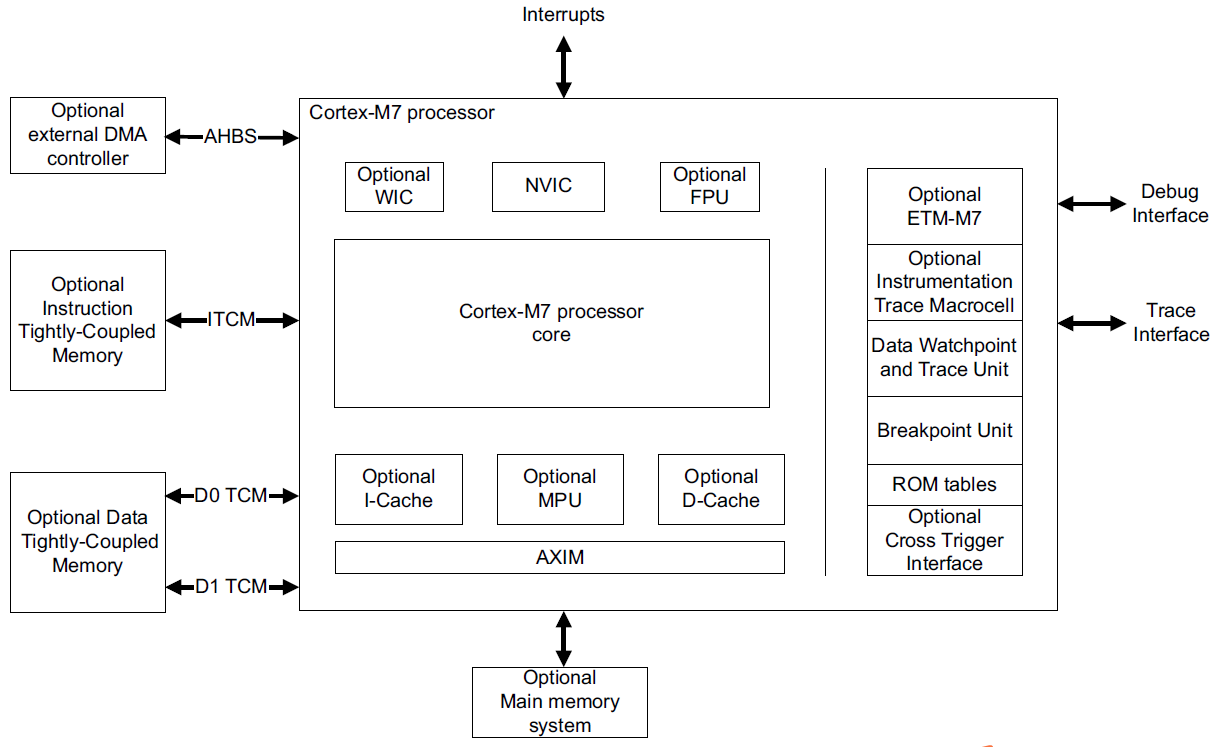 Interrupts
Cortex-M7 processor
Optional
external DMA
controller
AHBS
Optional
WIC
NVIC
Optional
FPU
Optional
ETM-M7
Debug
Interface
Optional
Instruction
Tightly-Coupled
Memory
ITCM
Cortex-M7 processor
core
Optional
Instrumentation
Trace Macrocell
Trace
Interface
Data Watchpoint
and Trace Unit
Breakpoint Unit
Optional
I-Cache
Optional
MPU
Optional
D-Cache
ROM tables
D0 TCM
Optional Data
Tightly-Coupled
Memory
D1 TCM
AXIM
Optional
Cross Trigger
Interface
Optional
Main memory
system